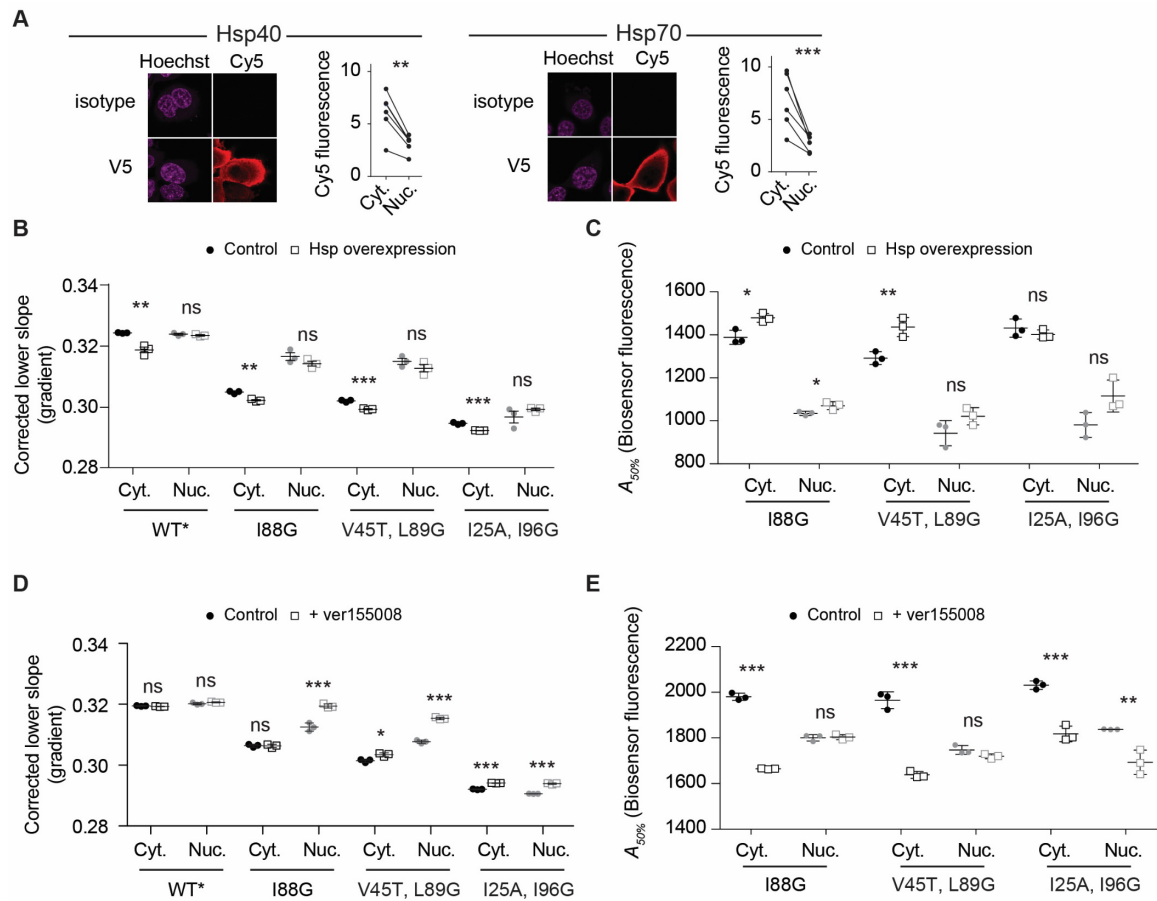 A
Hsp40
Hoechst Cy5
isotype
V5
Cy5 fluorescence
10
5
0
**
Cyt.
Nuc.
Hsp70
Hoechst Cy5
isotype
V5
Cy5 fluorescence
10
5
0
***
Cyt.
Nuc.
B
Control Hsp overexpression
Corrected lower slope
(gradient)
0.34
0.32
0.30
0.28
** ns ** ns *** ns *** ns
Cyt. Nuc. Cyt. Nuc. Cyt. Nuc. Cyt. Nuc.
WT* I88G V45T, L89G I25A, I96G
C
Control Hsp overexpression
A50% (Biosensor fluorescence)
1600
1400
1200
1000
800
* * ** ns ns ns
Cyt. Nuc. Cyt. Nuc. Cyt. Nuc.
I88G V45T, L89G I25A, I96G
D
Control + ver155008
Corrected lower slope
(gradient)
0.34
0.32
0.30
0.28
ns ns ns *** * *** *** ***
Cyt. Nuc. Cyt. Nuc. Cyt. Nuc. Cyt. Nuc.
WT* I88G V45T, L89G I25A, I96G
E
Control + ver155008
A50% (Biosensor fluorescence)
2200
2000
1800
1600
1400
*** ns *** ns *** **
Cyt. Nuc. Cyt. Nuc. Cyt. Nuc.
I88G V45T, L89G I25A, I96G